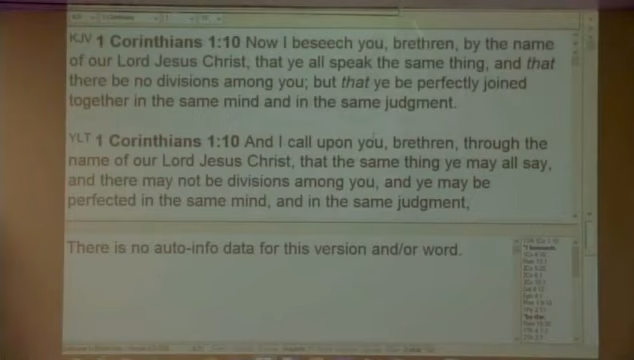 KJV 1 Corinthians 1:10 Now I beseech you, brethren, by the name
of our Lord Jesus Christ, that ye all speak the same thing, and that
there be no divisions among you; but that ye be perfectly joined
together in the same mind and in the same judgment.
YLT 1 Corinthians 1:10 And I call upon you, brethren, through the
name of our Lord Jesus Christ, that the same thing ye may all say,
and there may not be divisions among you, and ye may be
perfected in the same mind, and in the same judgment,
There is no auto-info data for this version and/or word.